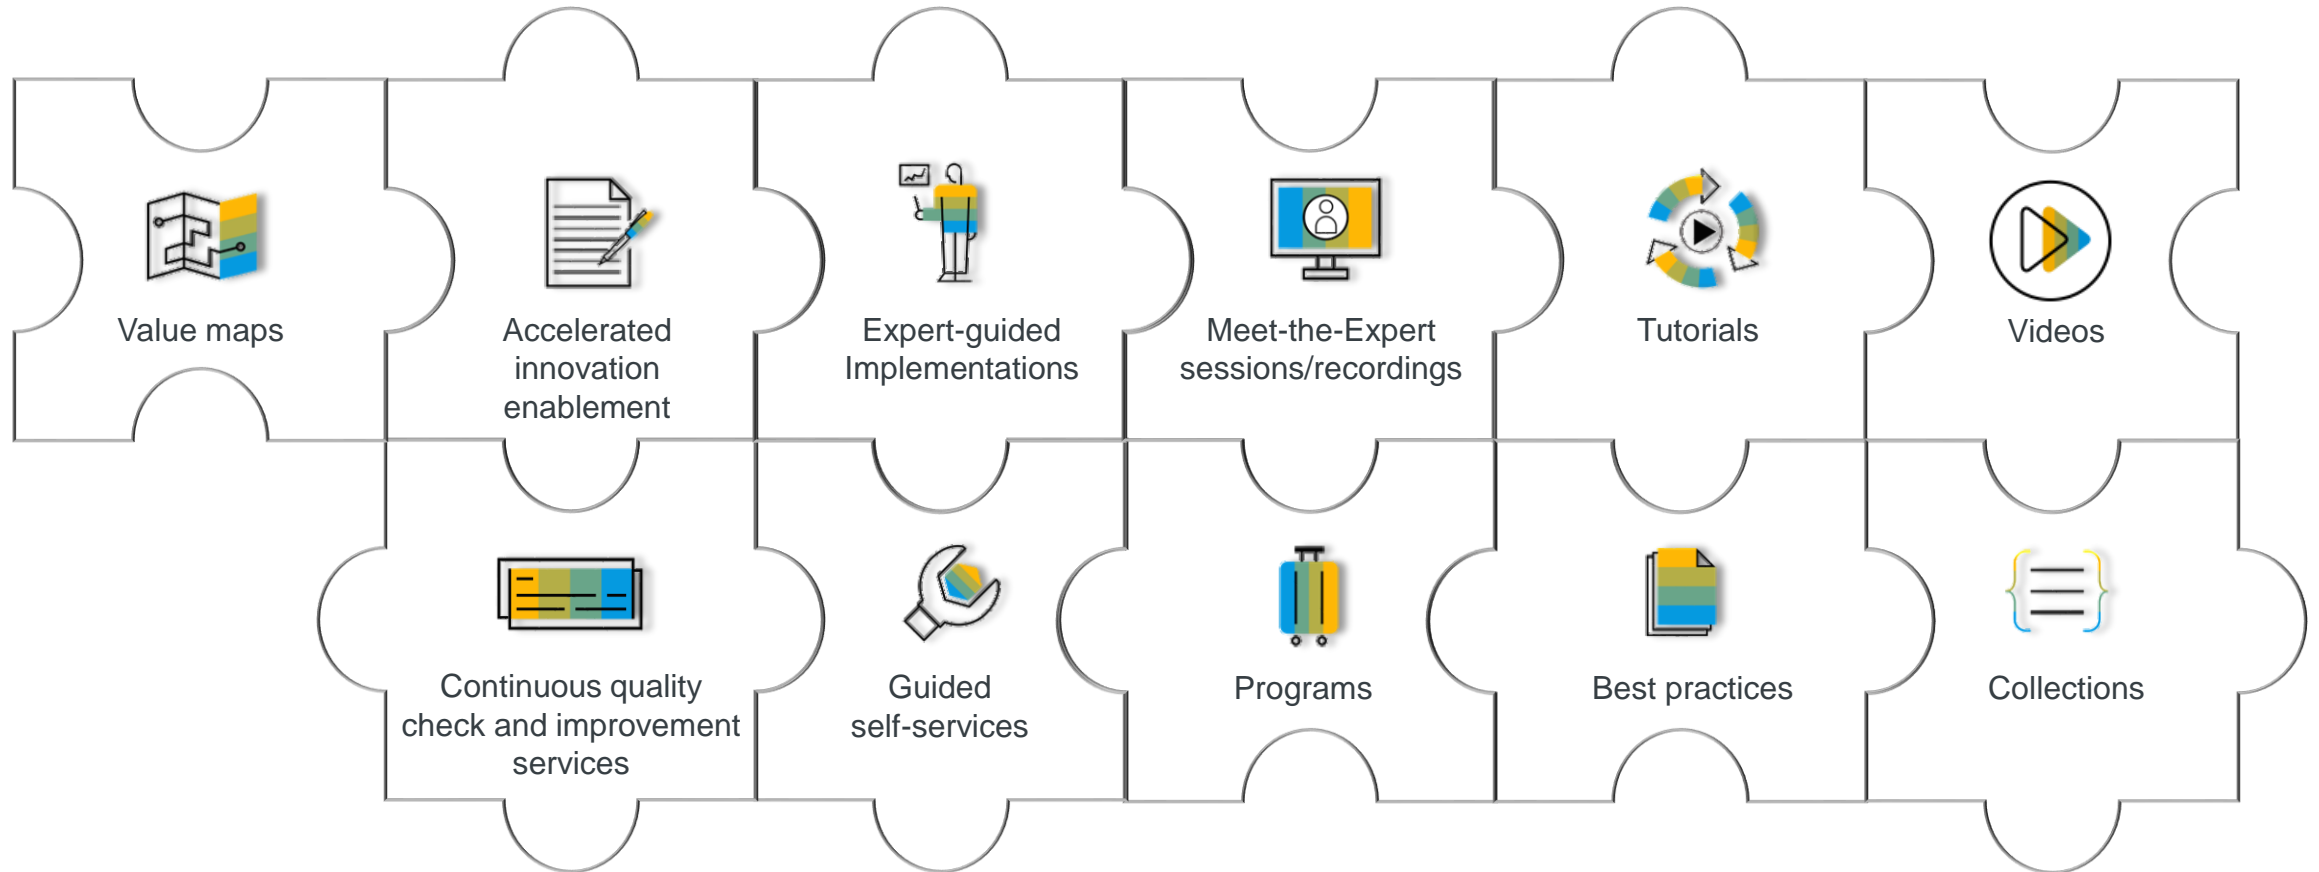 Value maps
Accelerated
innovation
enablement
Expert-guided
Implementations
Meet-the-Expert
sessions/recordings
Tutorials
Videos
Continuous quality
check and improvement
services
Guided
self-services
Programs
Best practices
Collections